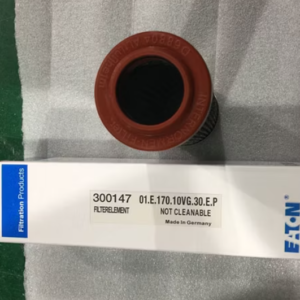 Filtration Products
300147 01.E.170.10VG.30.E.P
FILTERELEMENT NOT CLEANABLE
Made in Germany
EATON